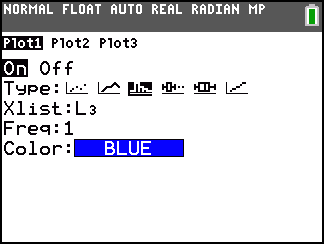 NORMAL FLOAT AUTO REAL RADIAN MP
Plot1 Plot2 Plot3
On Off
Type:
Xlist:L₃
Freq:1
Color: BLUE